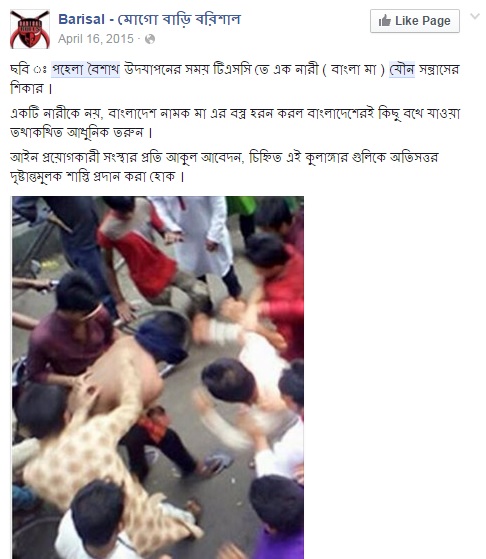 Barisal - মোগো বাড়ি বরিশাল
April 16, 2015 ·
Like Page
ছবি ঃ পহেলা বৈশাথ উদযাপনের সময় টিএসসি তে এক নারী ( বাংলা মা ) যৌন সন্ত্রাসের
শিকার ।
একটি নারীকে নয়, বাংলাদেশ নামক মা এর বস্ত্র হরন করল বাংলাদেশেরই কিছু বথে যাওয়া
তথাকথিত আধুনিক তরুন ।
আইন প্রয়োগকারী সংস্থার প্রতি আকুল আবেদন, চিহ্নিত এই কুলাঙ্গার গুলিকে অতিসত্তর
দৃষ্টান্তমুলক শাস্তি প্রদান করা হোক ।